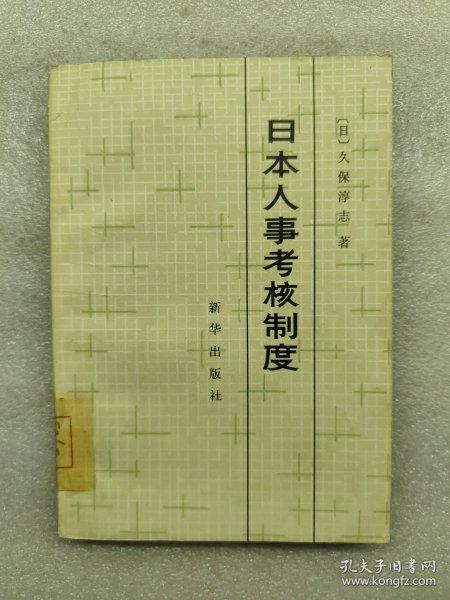 〔日〕久保淳志 著
日本人事考核制度
新华出版社
孔夫子旧书网
www.kongfz.com